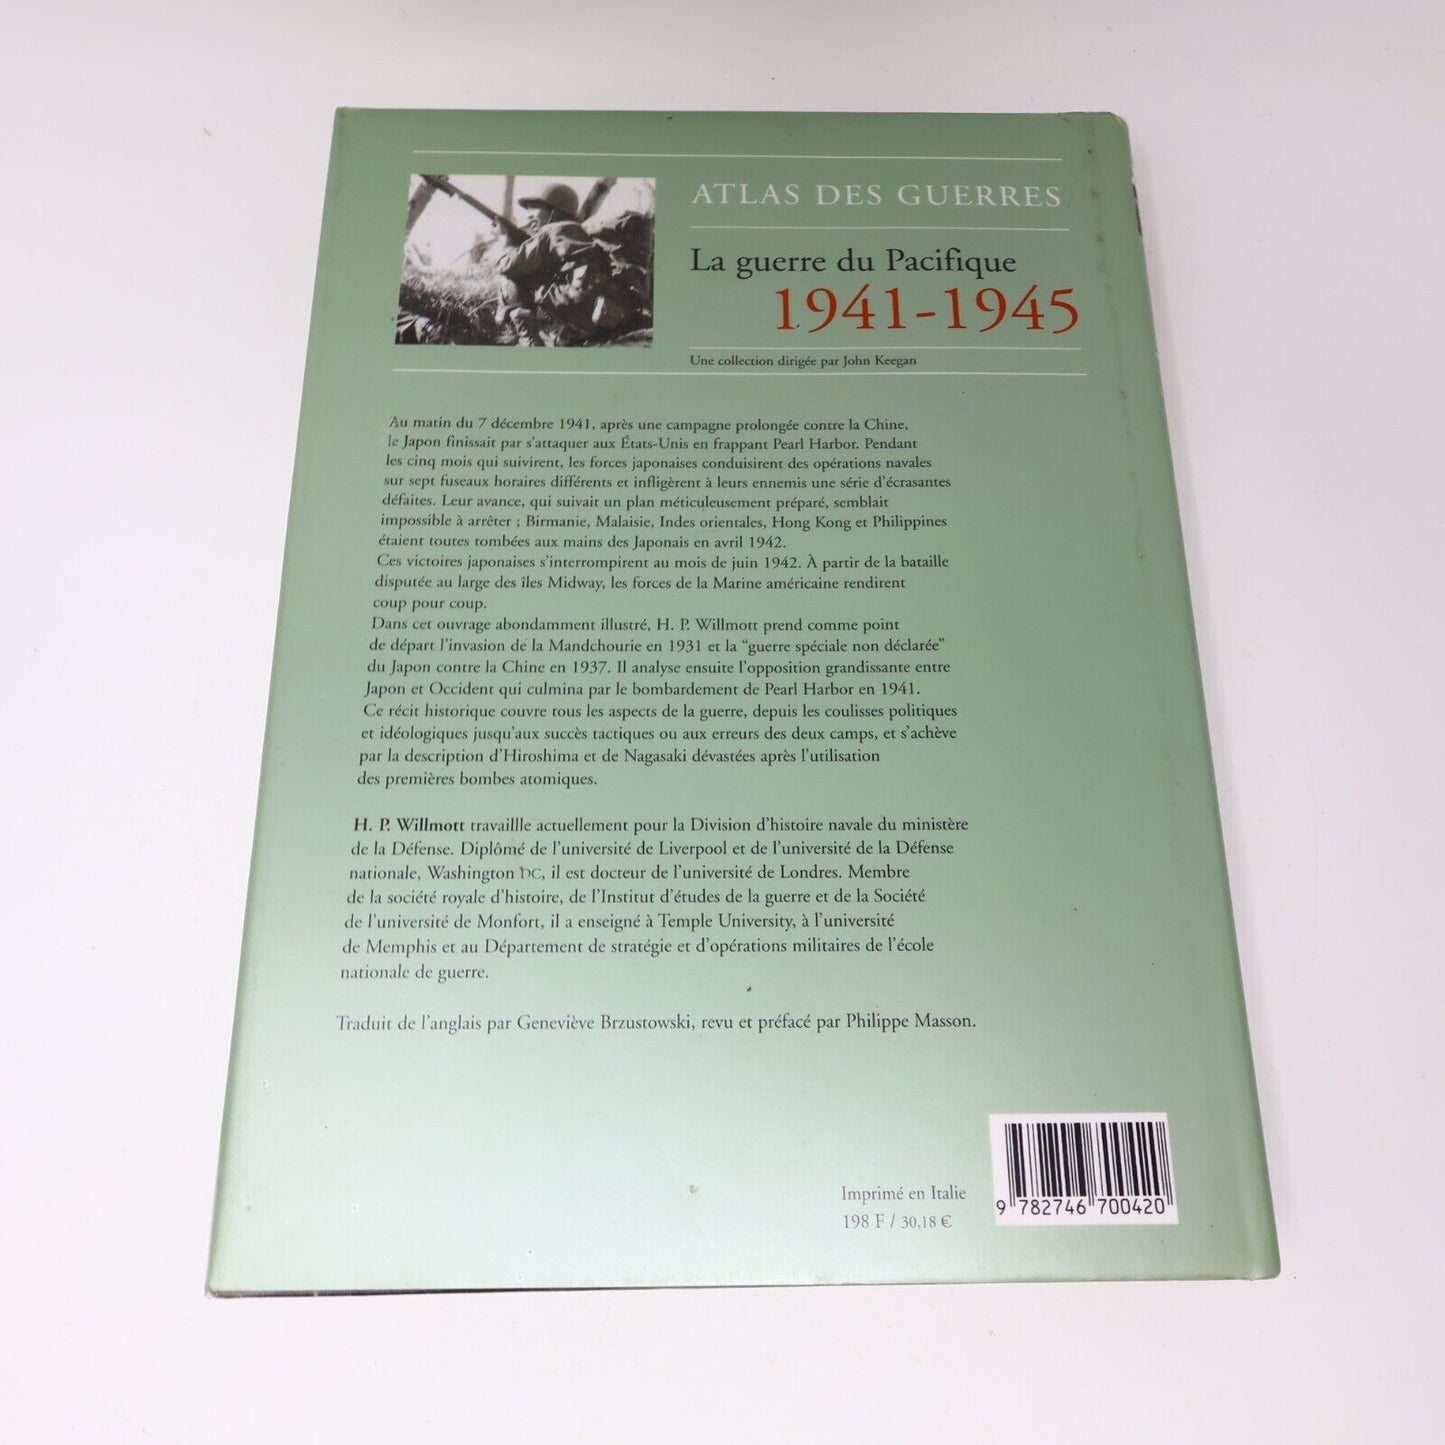 ATLAS DES GUERRES
La guerre du Pacifique
1941-1945
Une collection dirigée par John Keegan
Au matin du 7 décembre 1941, après une campagne prolongée contre la Chine,
le Japon finissait par s'attaquer aux États-Unis en frappant Pearl Harbor. Pendant
les cinq mois qui suivirent, les forces japonaises conduisirent des opérations navales
sur sept fuseaux horaires différents et infligèrent à leurs ennemis une série d'écrasantes
défaites. Leur avance, qui suivait un plan méticuleusement préparé, semblait
impossible à arrêter ; Birmanie, Malaisie, Indes orientales, Hong Kong et Philippines
étaient toutes tombées aux mains des Japonais en avril 1942.
Ces victoires japonaises s'interrompirent au mois de juin 1942. À partir de la bataille
disputée au large des îles Midway, les forces de la Marine américaine rendirent
coup pour coup.
Dans cet ouvrage abondamment illustré, H. P. Willmott prend comme point
de départ l'invasion de la Mandchourie en 1931 et la "guerre spéciale non déclarée"
du Japon contre la Chine en 1937. Il analyse ensuite l'opposition grandissante entre
Japon et Occident qui culmina par le bombardement de Pearl Harbor en 1941.
Ce récit historique couvre tous les aspects de la guerre, depuis les coulisses politiques
et idéologiques jusqu'aux succès tactiques ou aux erreurs des deux camps, et s'achève
par la description d'Hiroshima et de Nagasaki dévastées après l'utilisation
des premières bombes atomiques.
H. P. Willmott travaillle actuellement pour la Division d'histoire navale du ministère
de la Défense. Diplômé de l'université de Liverpool et de l'université de la Défense
nationale, Washington DC, il est docteur de l'université de Londres. Membre
de la société royale d'histoire, de l'Institut d'études de la guerre et de la Société
de l'université de Monfort, il a enseigné à Temple University, à l'université
de Memphis et au Département de stratégie et d'opérations militaires de l'école
nationale de guerre.
Traduit de l'anglais par Geneviève Brzustowski, revu et préfacé par Philippe Masson.
Imprimé en Italie
198 F / 30,18 €
9 782746 700420